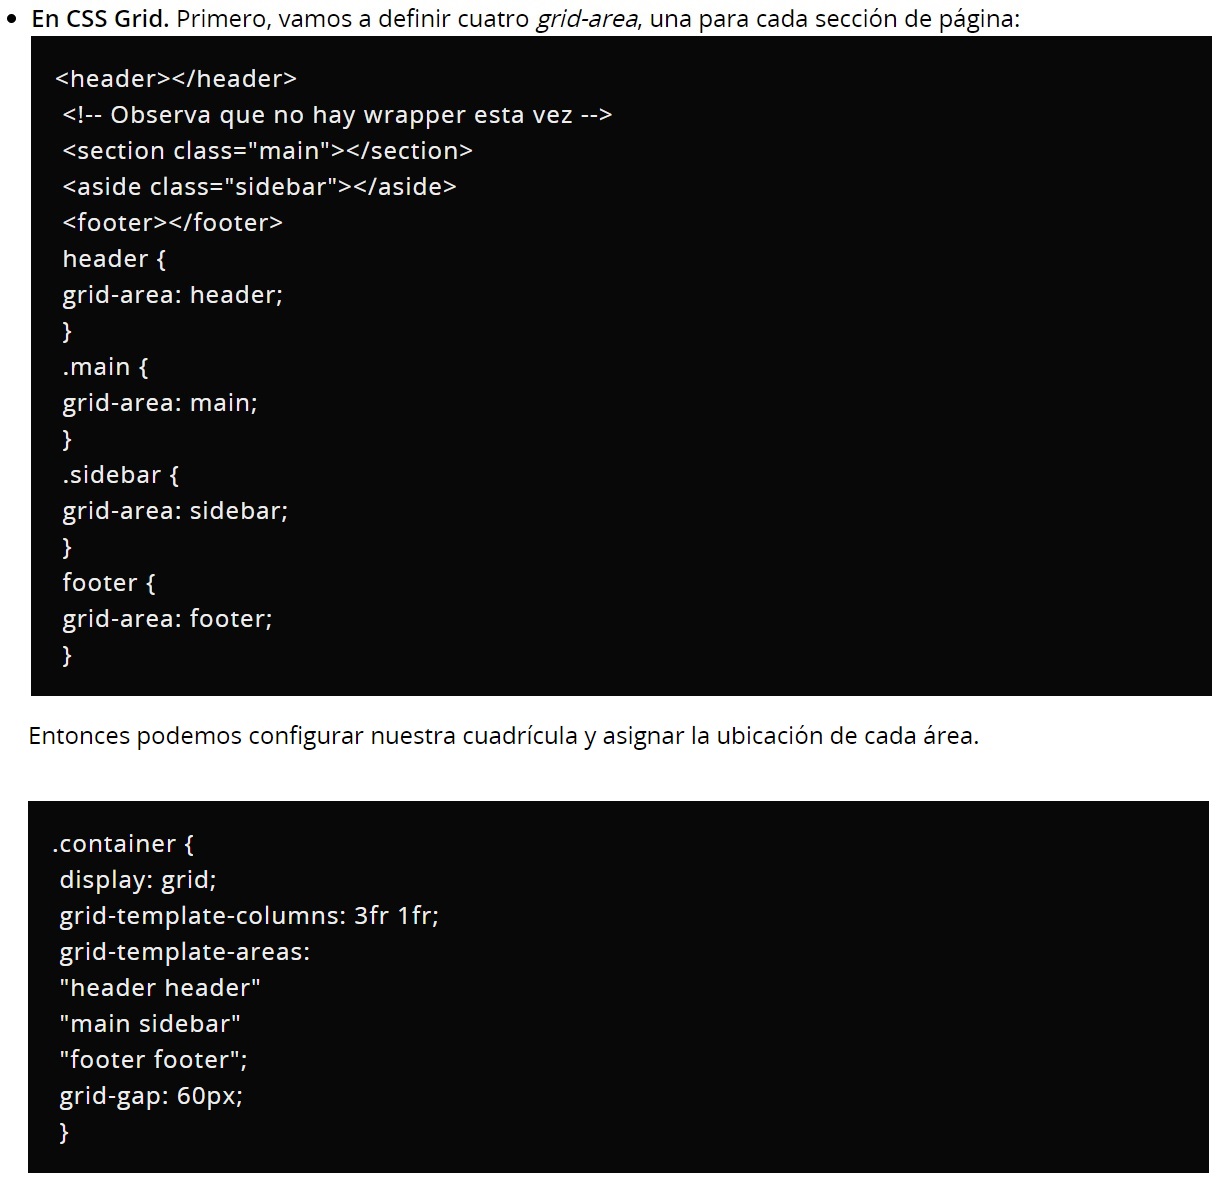 • En CSS Grid. Primero, vamos a definir cuatro grid-area, una para cada sección de página:
<header></header>
<!-- Observa que no hay wrapper esta vez -->
<section class="main"></section>
<aside class="sidebar"></aside>
<footer></footer>
header {
grid-area: header;
}
.main {
grid-area: main;
}
.sidebar {
grid-area: sidebar;
}
footer {
grid-area: footer;
}
Entonces podemos configurar nuestra cuadrícula y asignar la ubicación de cada área.
.container {
display: grid;
grid-template-columns: 3fr 1fr;
grid-template-areas:
"header header"
"main sidebar"
"footer footer";
grid-gap: 60px;
}